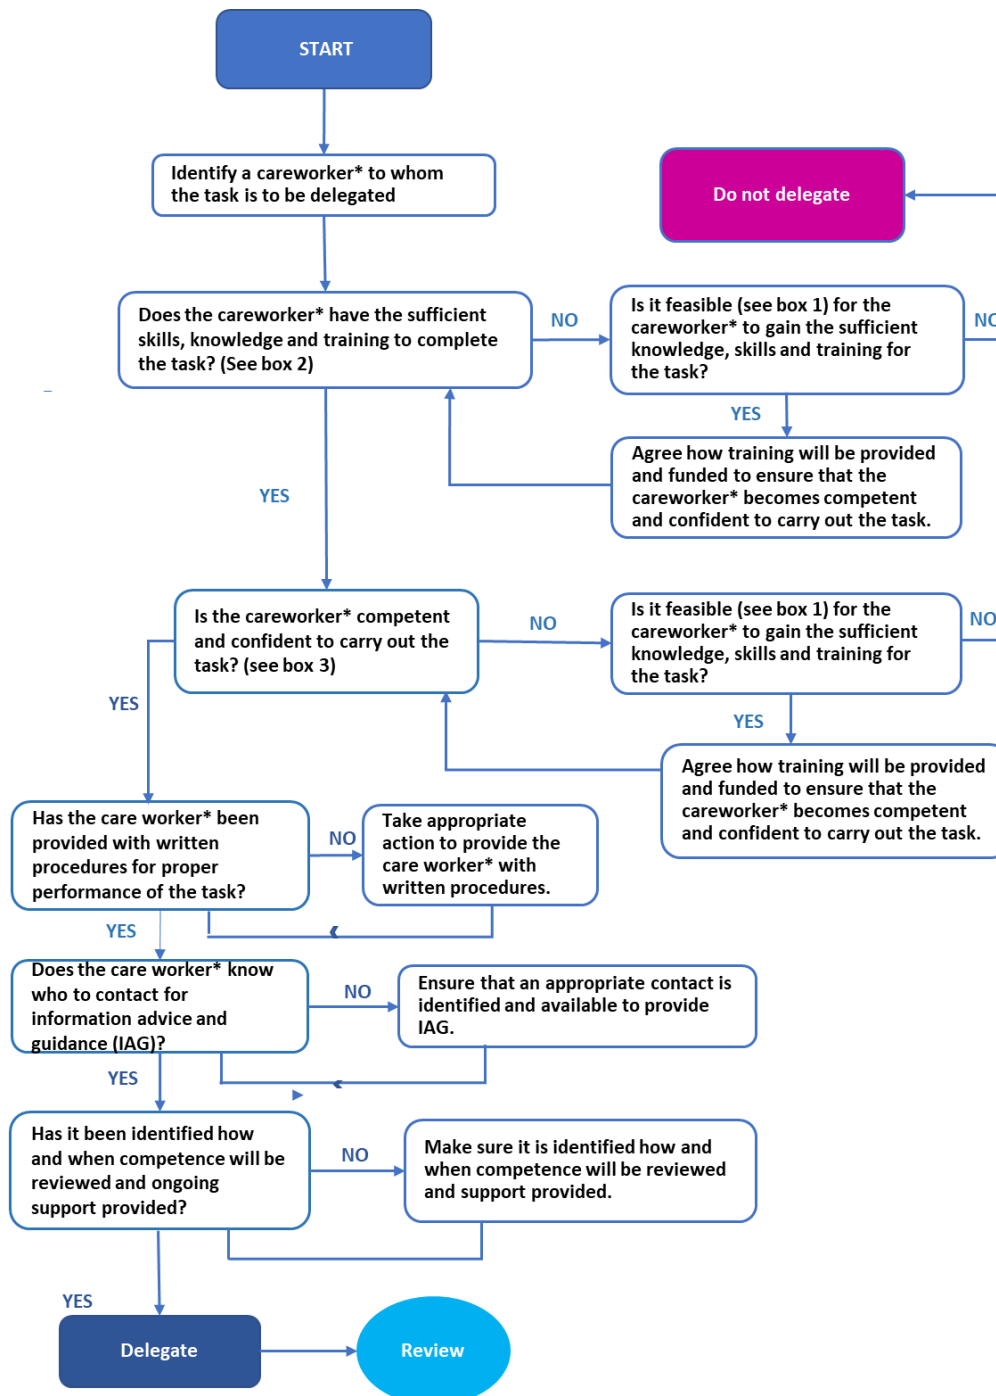 START
Identify a careworker* to whom
the task is to be delegated
Do not delegate
Does the careworker* have the sufficient
skills, knowledge and training to complete
the task? (See box 2)
NO
Is it feasible (see box 1) for the
careworker* to gain the sufficient
knowledge, skills and training for
the task?
NO
YES
Agree how training will be provided
and funded to ensure that the
careworker* becomes competent
and confident to carry out the task.
YES
Is the careworker* competent
and confident to carry out the
task? (see box 3)
NO
Is it feasible (see box 1) for the
careworker* to gain the sufficient
knowledge, skills and training for
the task?
NO
YES
YES
Agree how training will be provided
and funded to ensure that the
careworker* becomes competent
and confident to carry out the task.
Has the care worker* been
provided with written
procedures for proper
performance of the task?
NO
Take appropriate
action to provide the
care worker* with
written procedures.
YES
Does the care worker* know
who to contact for
information advice and
guidance (IAG)?
NO
Ensure that an appropriate contact is
identified and available to provide
IAG.
YES
Has it been identified how
and when competence will be
reviewed and ongoing
support provided?
NO
Make sure it is identified how and
when competence will be reviewed
and support provided.
YES
Delegate
Review